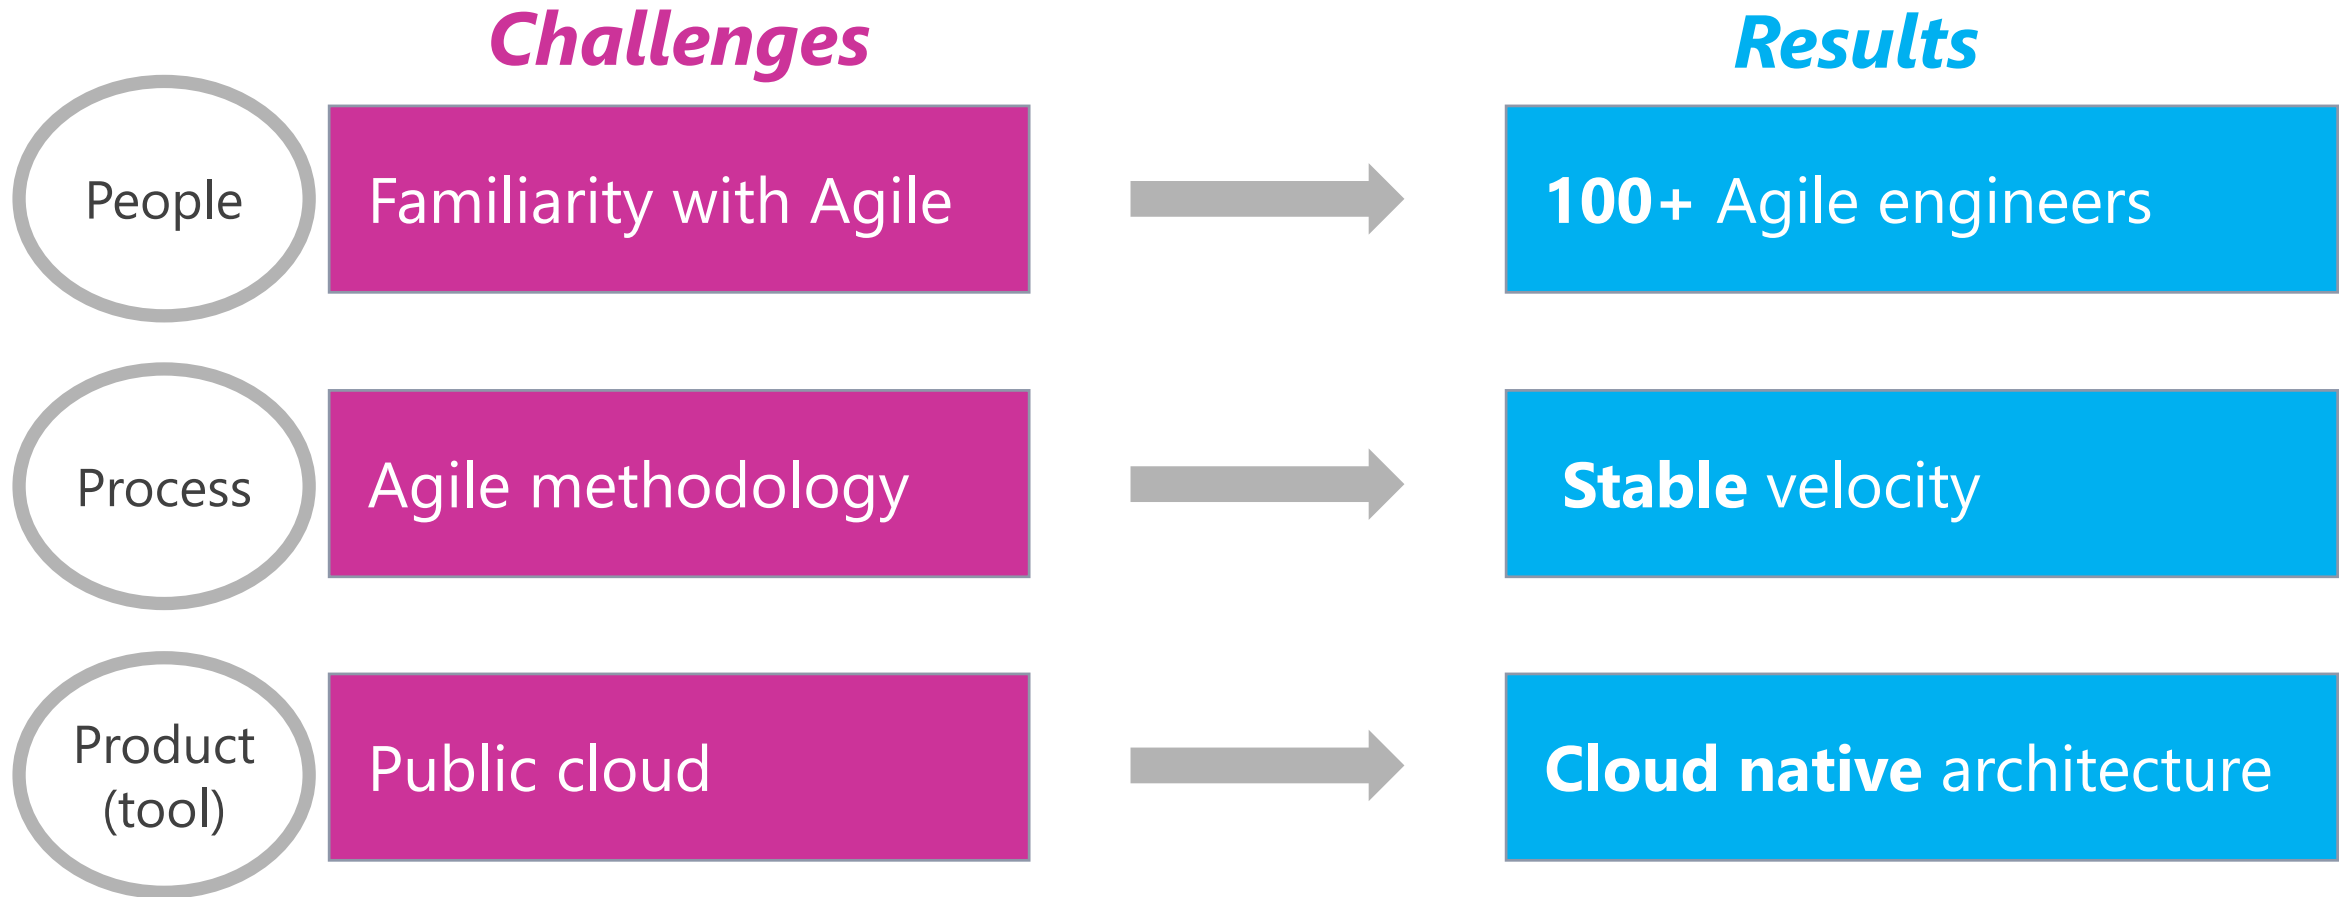 Challenges
Results
People
Familiarity with Agile
100+ Agile engineers
Process
Agile methodology
Stable velocity
Product
(tool)
Public cloud
Cloud native architecture